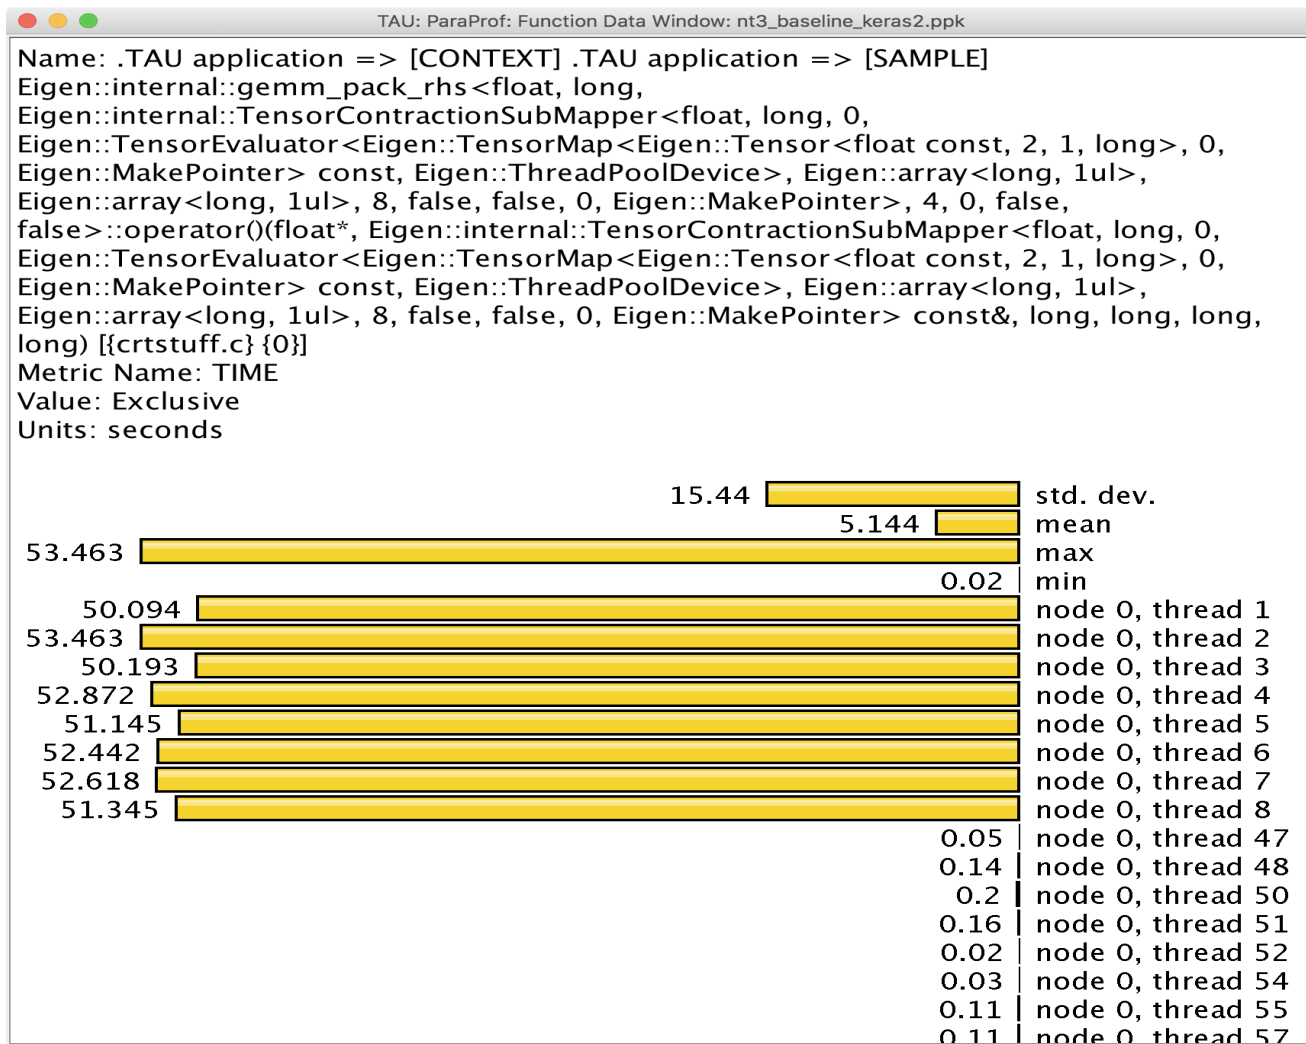 TAU: ParaProf: Function Data Window: nt3_baseline_keras2.ppk
Name: .TAU application => [CONTEXT] .TAU application => [SAMPLE]
Eigen::internal::gemm_pack_rhs<float, long,
Eigen::internal::TensorContractionSubMapper<float, long, 0,
Eigen::TensorEvaluator<Eigen::TensorMap<Eigen::Tensor<float const, 2, 1, long>, 0,
Eigen::MakePointer> const, Eigen::ThreadPoolDevice>, Eigen::array<long, 1ul>,
Eigen::array<long, 1ul>, 8, false, false, 0, Eigen::MakePointer>, 4, 0, false,
false>::operator()(float*, Eigen::internal::TensorContractionSubMapper<float, long, 0,
Eigen::TensorEvaluator<Eigen::TensorMap<Eigen::Tensor<float const, 2, 1, long>, 0,
Eigen::MakePointer> const, Eigen::ThreadPoolDevice>, Eigen::array<long, 1ul>,
Eigen::array<long, 1ul>, 8, false, false, 0, Eigen::MakePointer> const&, long, long, long,
long) [{crtstuff.c} {0}]
Metric Name: TIME
Value: Exclusive
Units: seconds
15.44 std. dev.
5.144 mean
53.463 max
0.02 min
50.094 node 0, thread 1
53.463 node 0, thread 2
50.193 node 0, thread 3
52.872 node 0, thread 4
51.145 node 0, thread 5
52.442 node 0, thread 6
52.618 node 0, thread 7
51.345 node 0, thread 8
0.05 node 0, thread 47
0.14 node 0, thread 48
0.2 node 0, thread 50
0.16 node 0, thread 51
0.02 node 0, thread 52
0.03 node 0, thread 54
0.11 node 0, thread 55
0.11 node 0, thread 57